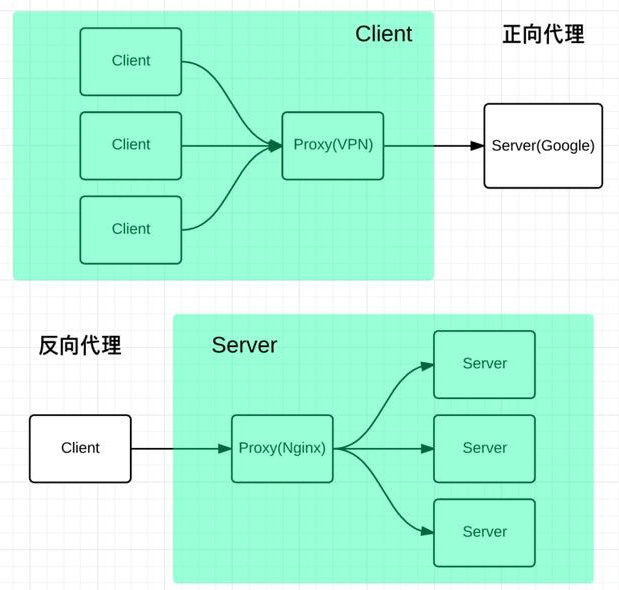 Client
正向代理
Client
Client
Proxy(VPN)
Server(Google)
Client
反向代理
Server
Server
Client
Proxy(Nginx)
Server
Server